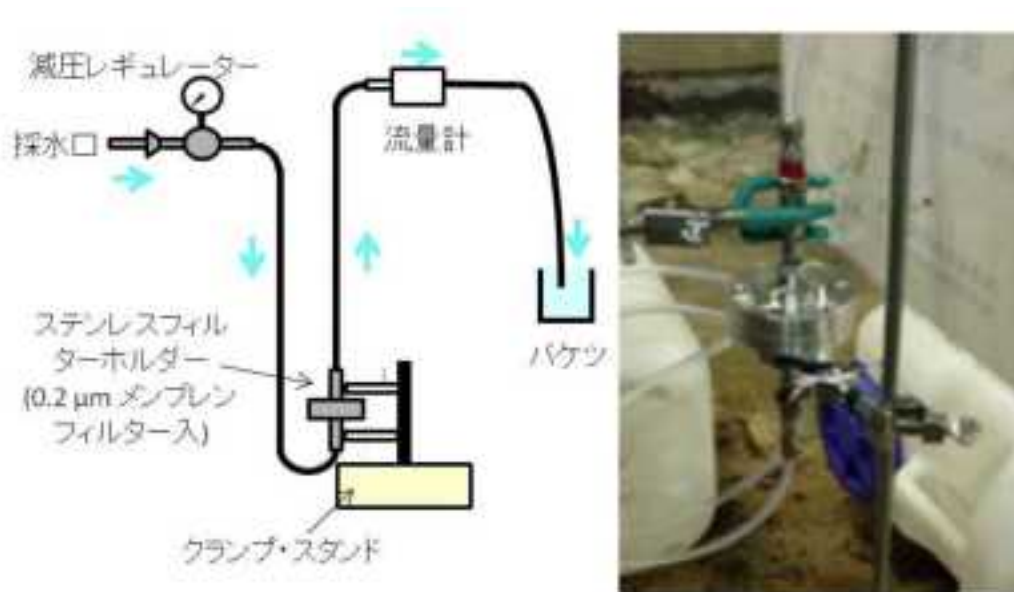 減圧レギュレーター
採水口
流量計
バケツ
ステンレスフィル
ターホルダー
(0.2 μm メンブレン
フィルター入)
クランプ・スタンド